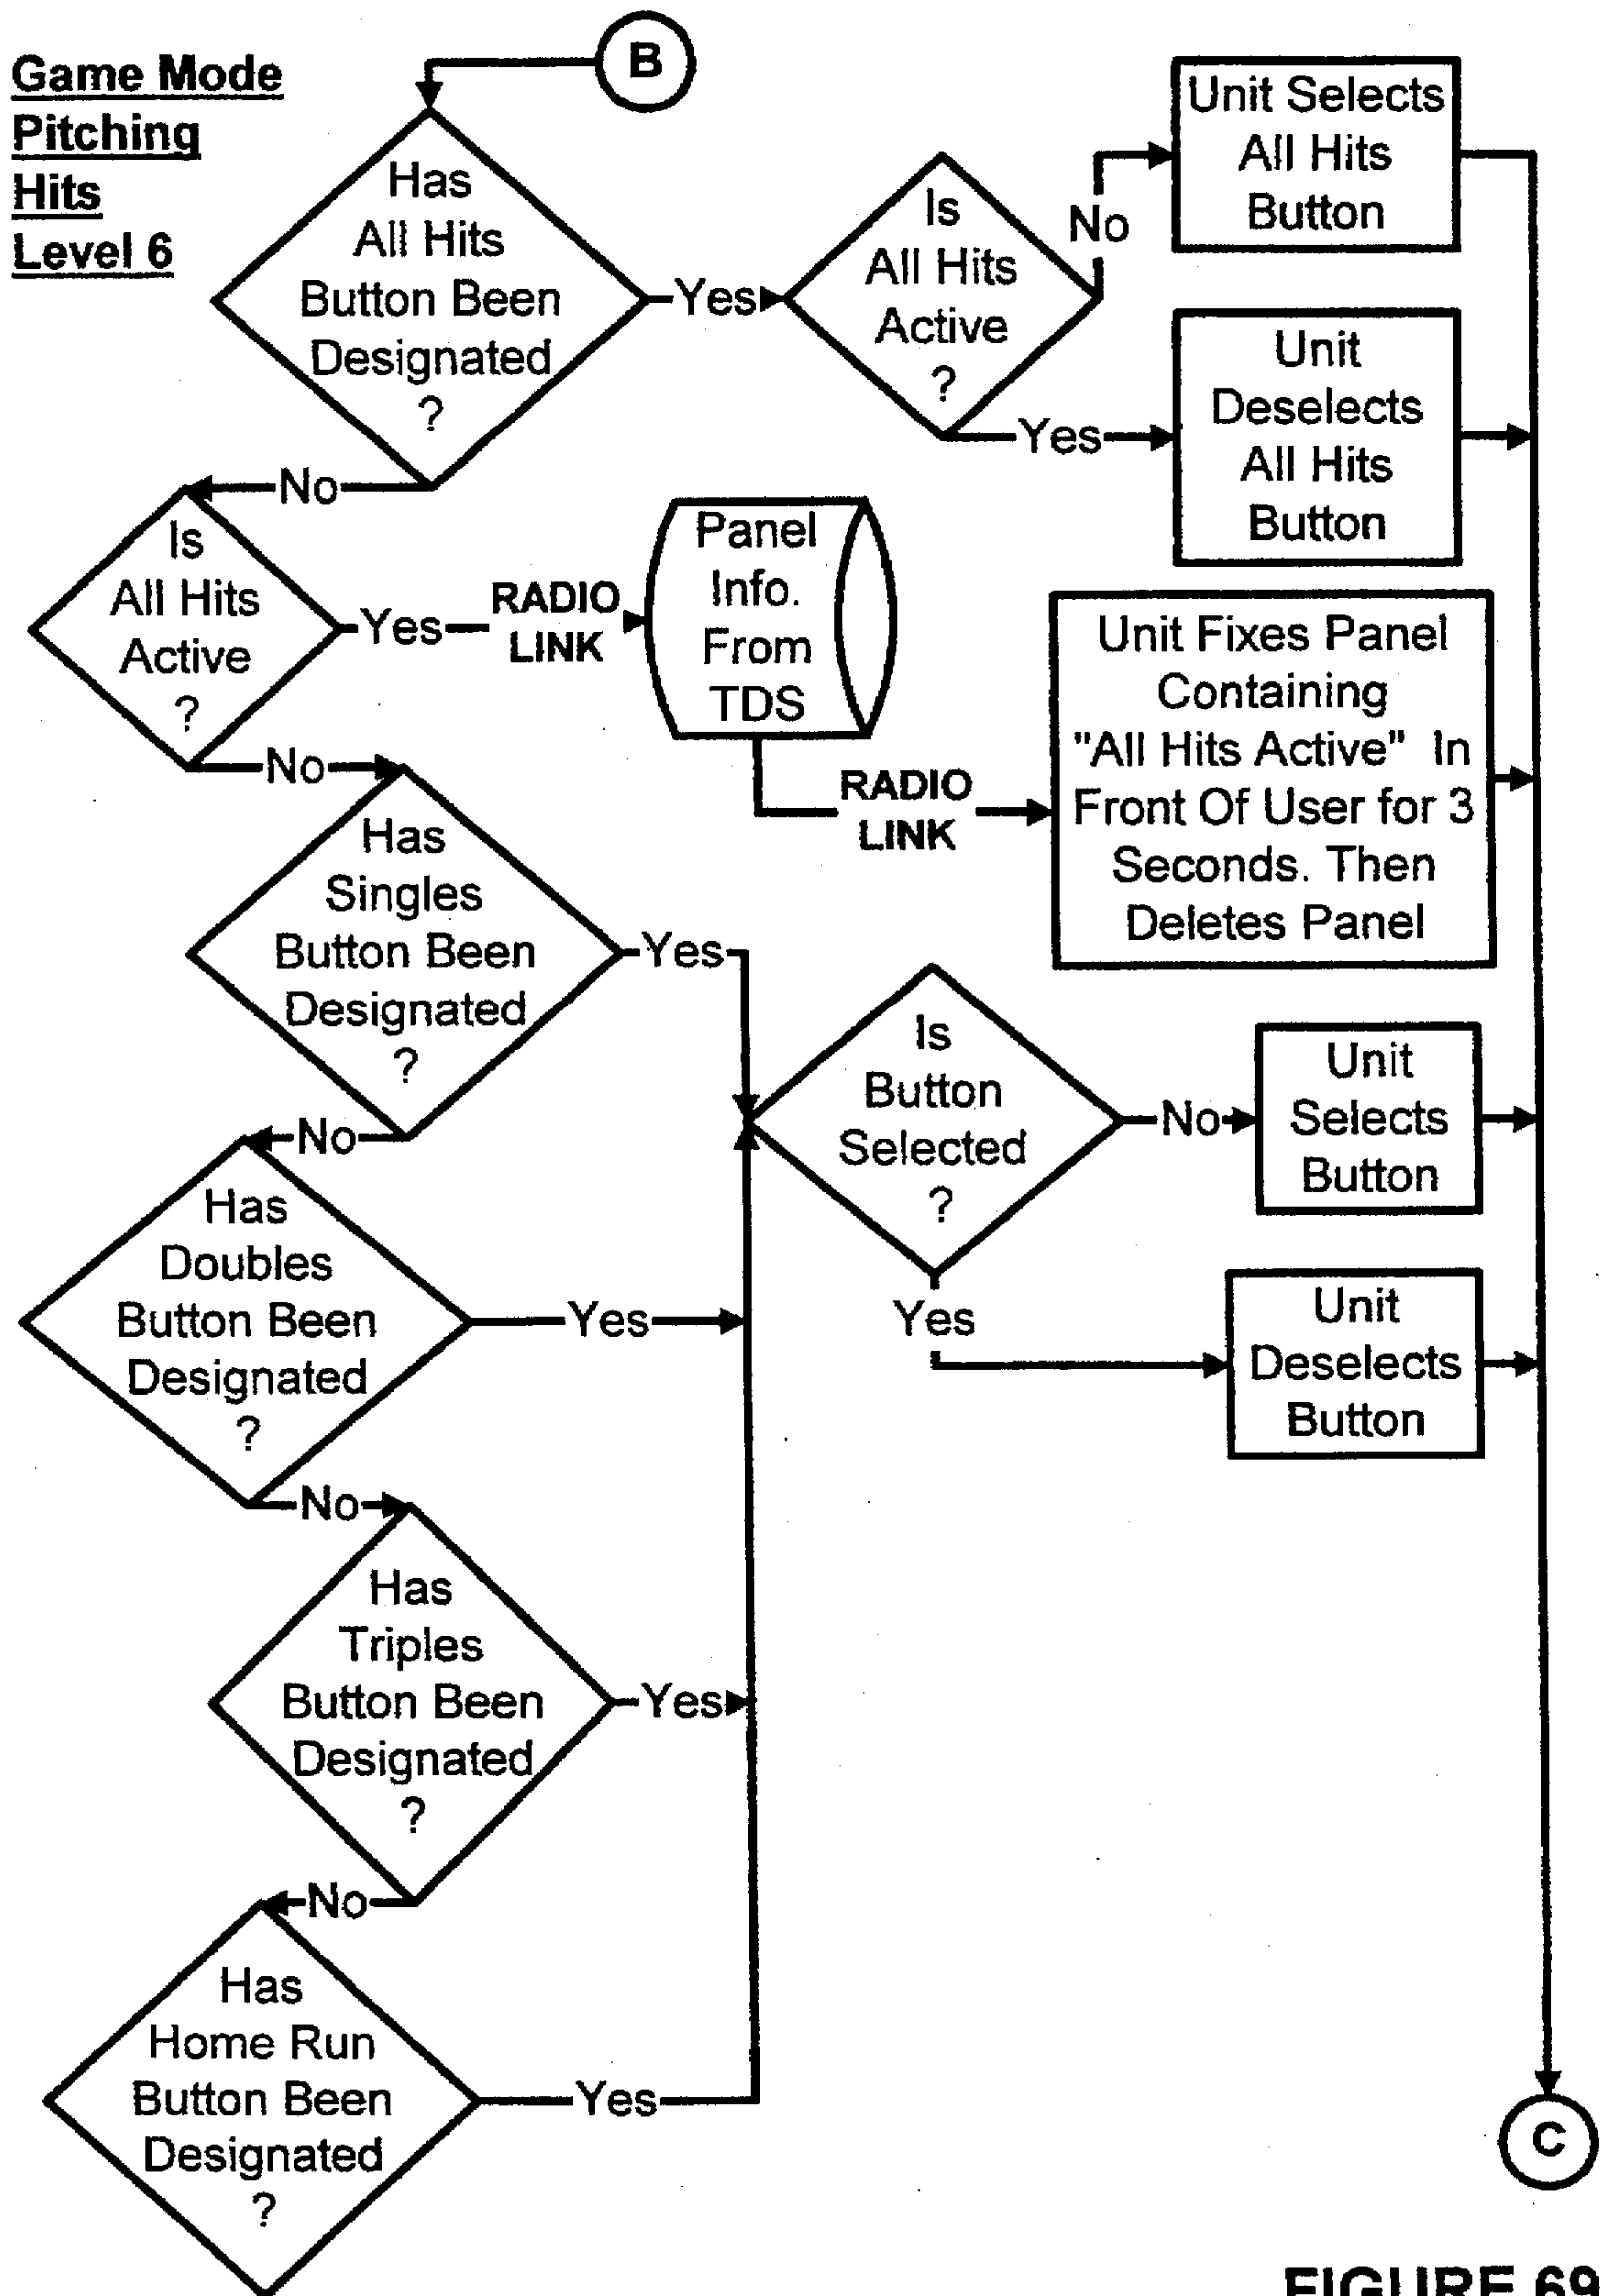 Game Mode
Pitching
Hits
Level 6
B
Has
All Hits
Button Been
Designated
?
Yes
Is
All Hits
Active
?
No
Unit Selects
All Hits
Button
Yes
Unit
Deselects
All Hits
Button
No
Is
All Hits
Active
?
Yes
RADIO
LINK
Panel
Info.
From
TDS
RADIO
LINK
Unit Fixes Panel
Containing
"All Hits Active" In
Front Of User for 3
Seconds. Then
Deletes Panel
No
Has
Singles
Button Been
Designated
?
Yes
Is
Button
Selected
?
No
Unit
Selects
Button
Yes
Unit
Deselects
Button
No
Has
Doubles
Button Been
Designated
?
Yes
No
Has
Triples
Button Been
Designated
?
Yes
No
Has
Home Run
Button Been
Designated
?
Yes
C
FIGURE 69